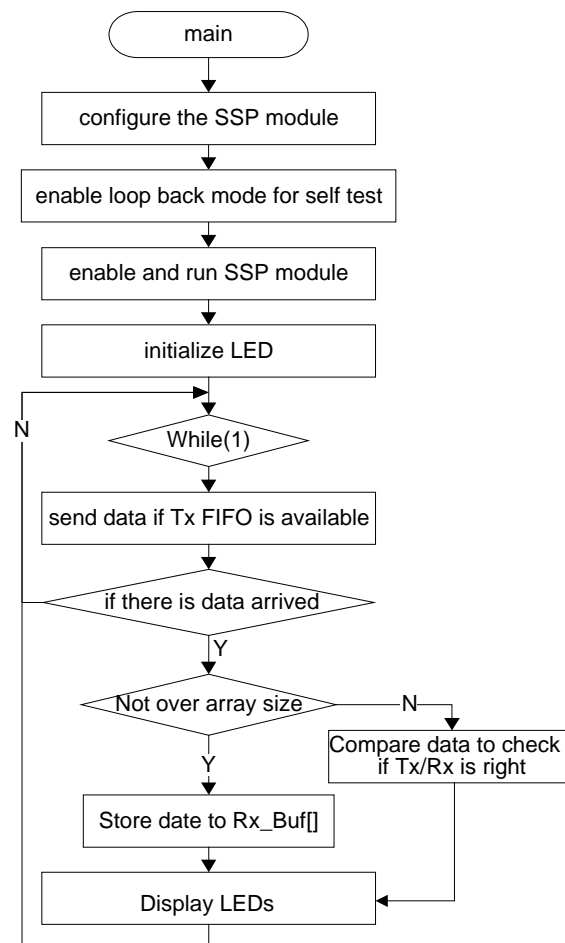 main
configure the SSP module
enable loop back mode for self test
enable and run SSP module
initialize LED
N
While(1)
send data if Tx FIFO is available
if there is data arrived
Y
Not over array size
N
Compare data to check
if Tx/Rx is right
Y
Store date to Rx_Buf[]
Display LEDs